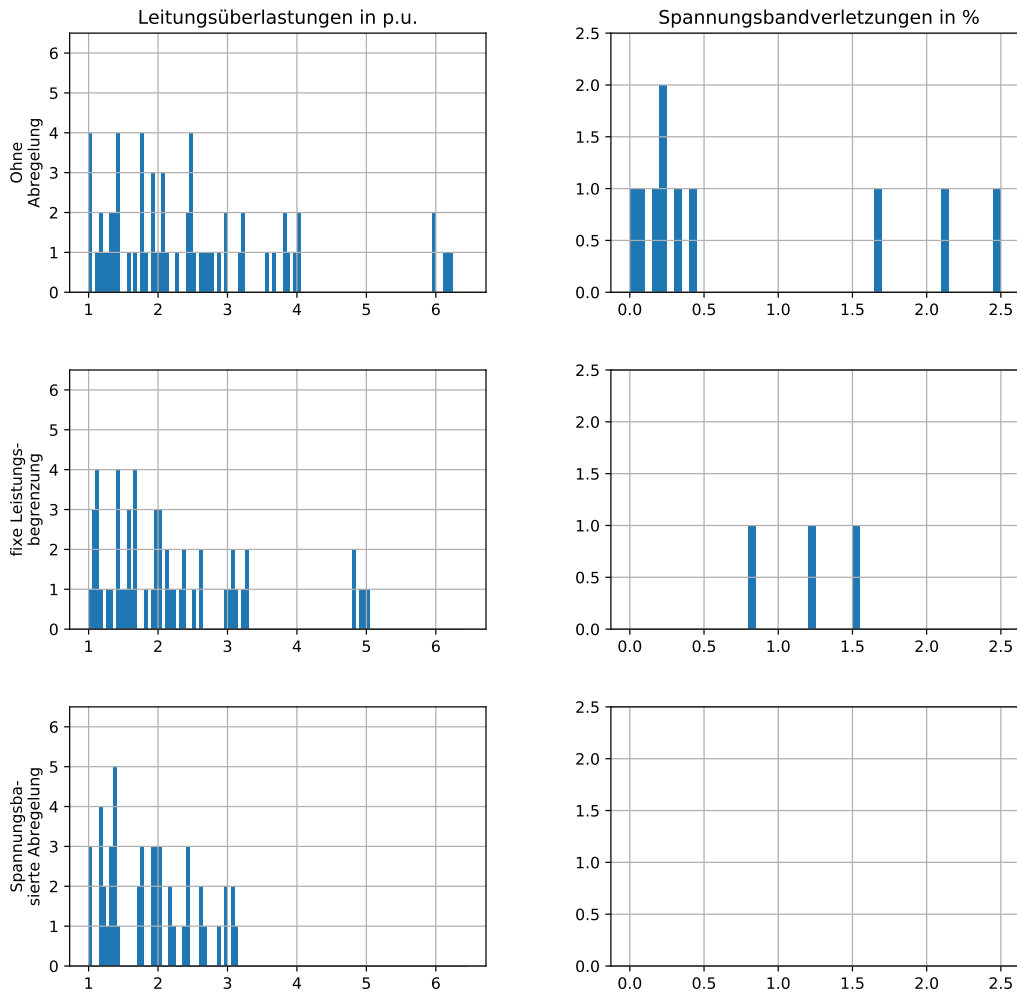 Leitungsüberlastungen in p.u.
Spannungsbandverletzungen in %
Ohne
Abregelung
6
5
4
3
2
1
0
1 2 3 4 5 6
2.5
2.0
1.5
1.0
0.5
0.0
0.0 0.5 1.0 1.5 2.0 2.5
fixe Leistungs-
begrenzung
6
5
4
3
2
1
0
1 2 3 4 5 6
2.5
2.0
1.5
1.0
0.5
0.0
0.0 0.5 1.0 1.5 2.0 2.5
Spannungsba-
sierte Abregelung
6
5
4
3
2
1
0
1 2 3 4 5 6
2.5
2.0
1.5
1.0
0.5
0.0
0.0 0.5 1.0 1.5 2.0 2.5